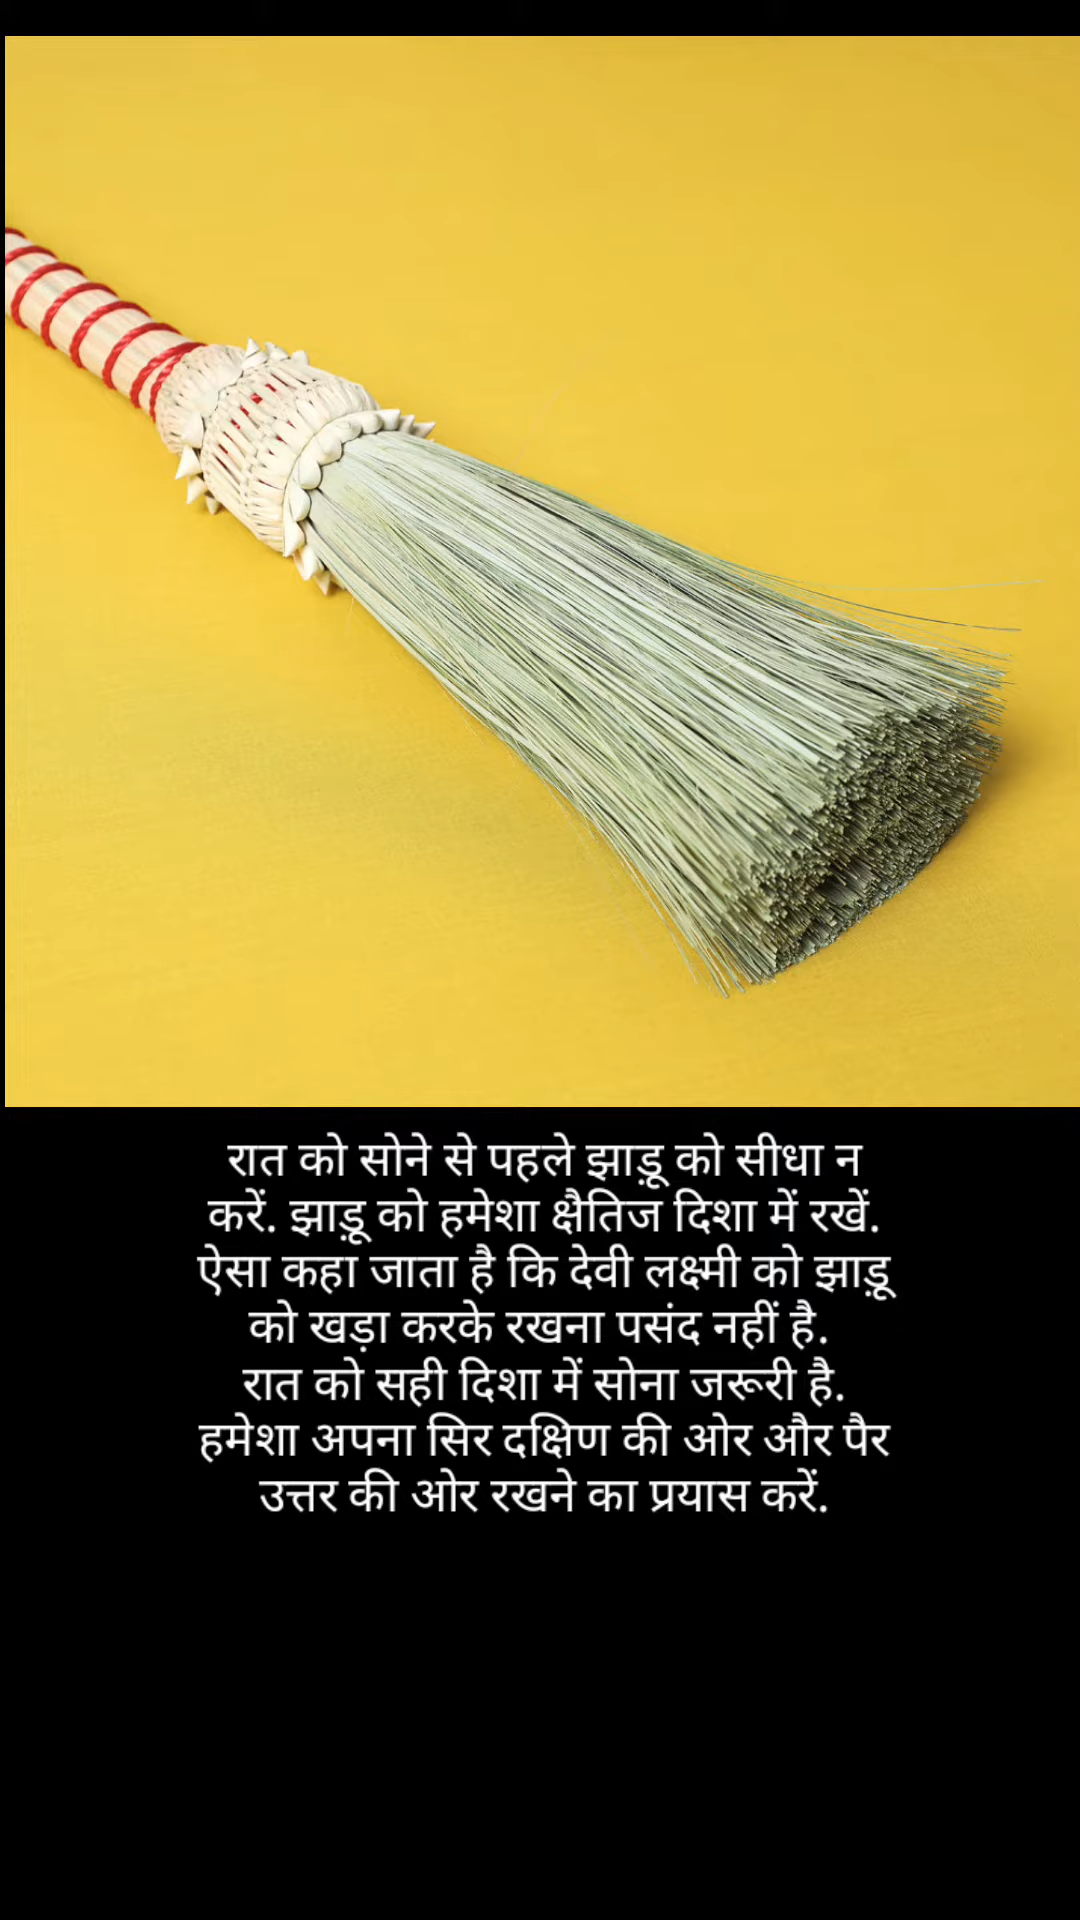 रात को सोने से पहले झाड़ू को सीधा न
करें. झाड़ू को हमेशा क्षैतिज दिशा में रखें.
ऐसा कहा जाता है कि देवी लक्ष्मी को झाड़ू
को खड़ा करके रखना पसंद नहीं है.
रात को सही दिशा में सोना जरूरी है.
हमेशा अपना सिर दक्षिण की ओर और पैर
उत्तर की ओर रखने का प्रयास करें.